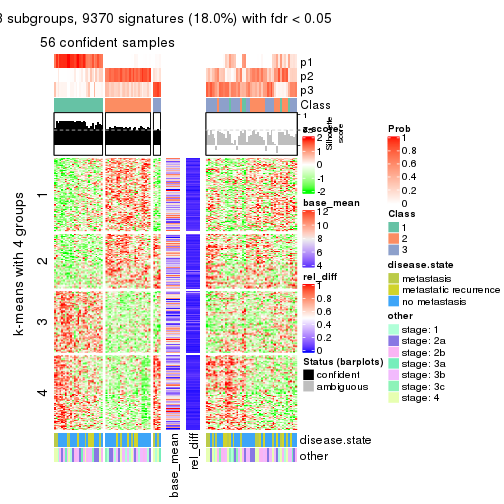 3 subgroups, 9370 signatures (18.0%) with fdr < 0.05
56 confident samples
p1
p2
p3
Class
1
Silhouette
score
z-score
2
1
0
-1
-2
base_mean
12
10
8
6
4
rel_diff
1
0.8
0.6
0.4
0.2
0
Status (barplots)
confident
ambiguous
Prob
1
0.8
0.6
0.4
0.2
0
Class
1
2
3
disease.state
metastasis
metastatic recurrence
no metastasis
other
stage: 1
stage: 2a
stage: 2b
stage: 3a
stage: 3b
stage: 3c
stage: 4
k-means with 4 groups
1
2
3
4
disease.state
other
base_mean
rel_diff